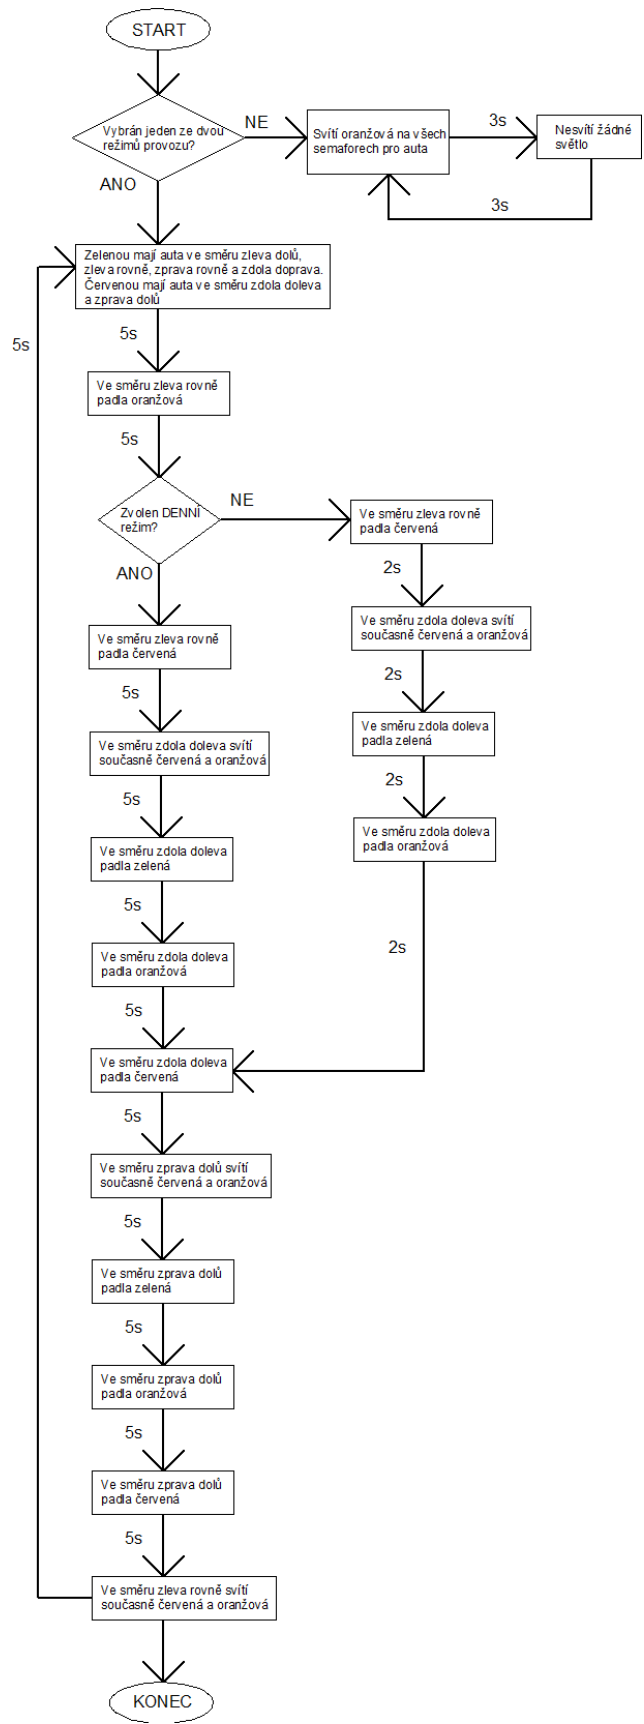 START
Vybrán jeden ze dvou
režimů provozu?
NE
Svítí oranžová na všech
semaforech pro auta
3s
Nesvítí žádné
světlo
3s
ANO
Zelenou mají auta ve směru zleva dolů,
zleva rovně, zprava rovně a zdola doprava.
Červenou mají auta ve směru zdola doleva
a zprava dolů
5s
5s
Ve směru zleva rovně
padla oranžová
5s
Zvolen DENNÍ
režim?
NE
Ve směru zleva rovně
padla červená
ANO
2s
Ve směru zdola doleva svítí
současně červená a oranžová
Ve směru zleva rovně
padla červená
2s
5s
Ve směru zdola doleva
padla zelená
Ve směru zdola doleva svítí
současně červená a oranžová
2s
5s
Ve směru zdola doleva
padla oranžová
Ve směru zdola doleva
padla zelená
5s
2s
Ve směru zdola doleva
padla oranžová
5s
Ve směru zdola doleva
padla červená
5s
Ve směru zprava dolů svítí
současně červená a oranžová
5s
Ve směru zprava dolů
padla zelená
5s
Ve směru zprava dolů
padla oranžová
5s
Ve směru zprava dolů
padla červená
5s
Ve směru zleva rovně svítí
současně červená a oranžová
KONEC